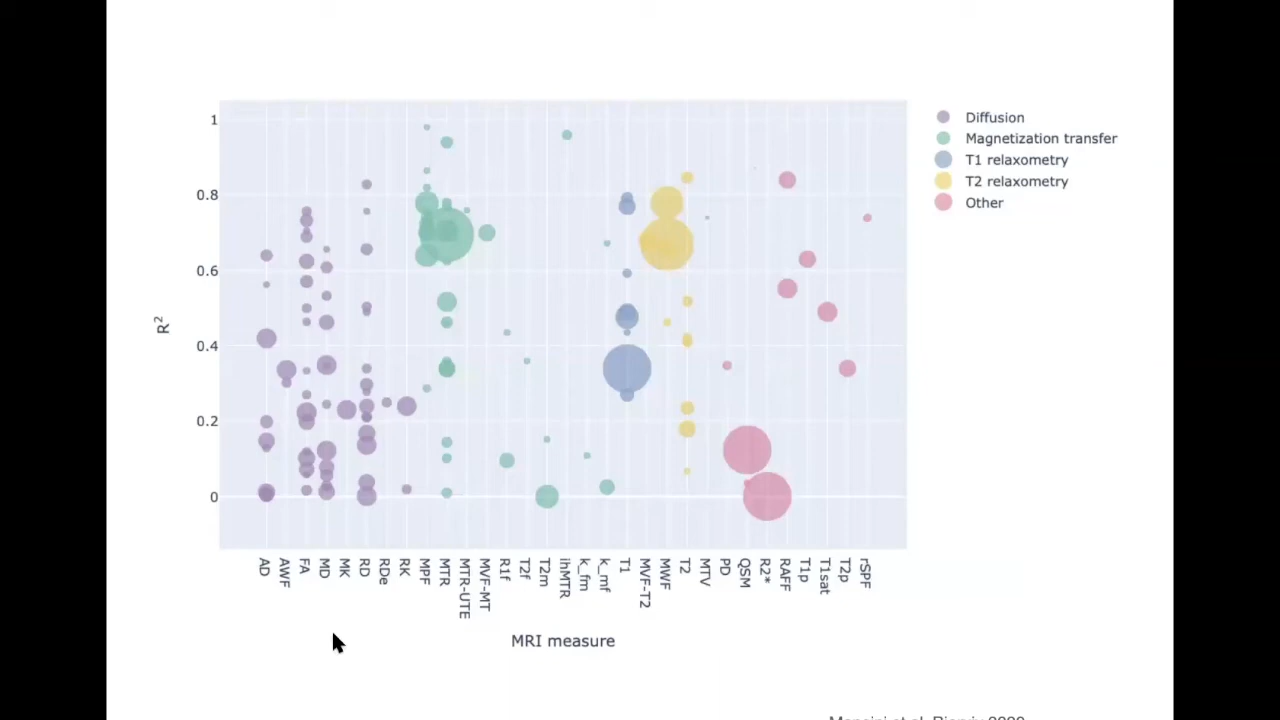 Diffusion
Magnetization transfer
T1 relaxometry
T2 relaxometry
Other
1
0.8
0.6
0.4
0.2
0
R²
AD
AWF
FA
MD
MK
RD
RDe
RK
MPF
MTR
MTR-UTE
MVF-MT
R1f
T2f
T2m
ihMTR
k_fm
k_mf
T1
MVF-T2
MWF
T2
MTV
PD
QSM
R2*
RAFF
T1p
T1sat
T2p
rSPF
MRI measure